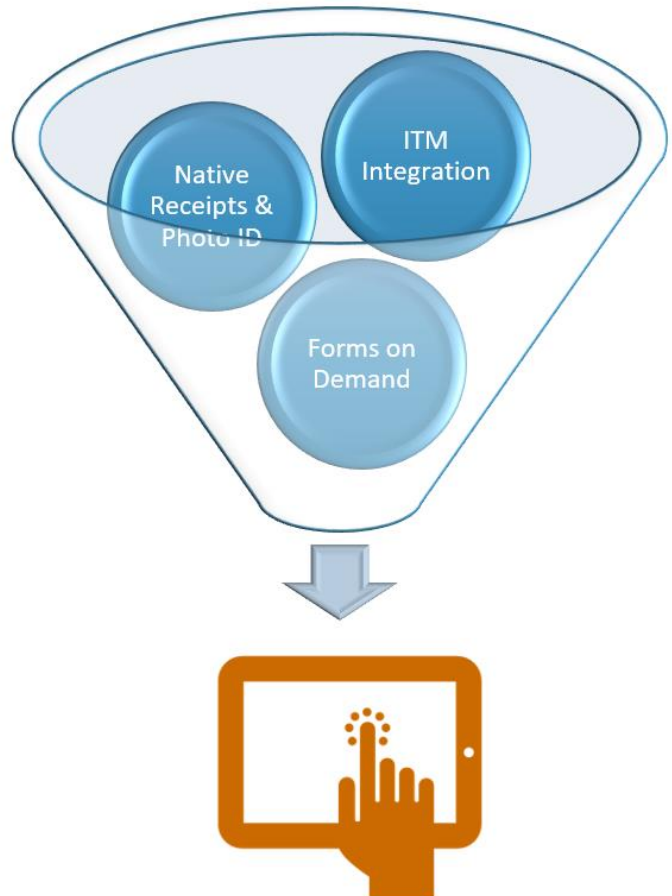 ITM
Integration
Native
Receipts &
Photo ID
Forms on
Demand